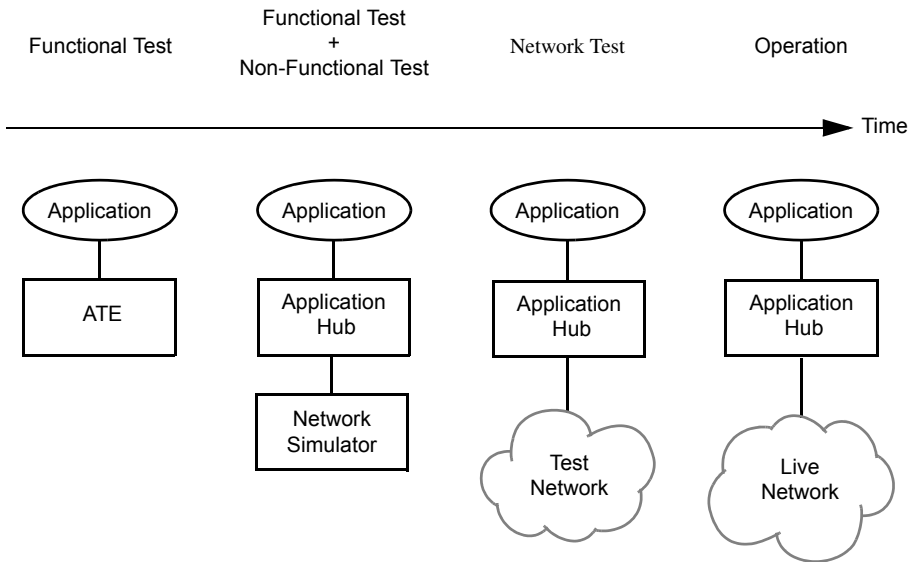 Functional Test
Functional Test
+
Non-Functional Test
Network Test
Operation
Time
Application
ATE
Application
Application
Hub
Network
Simulator
Application
Application
Hub
Test
Network
Application
Application
Hub
Live
Network